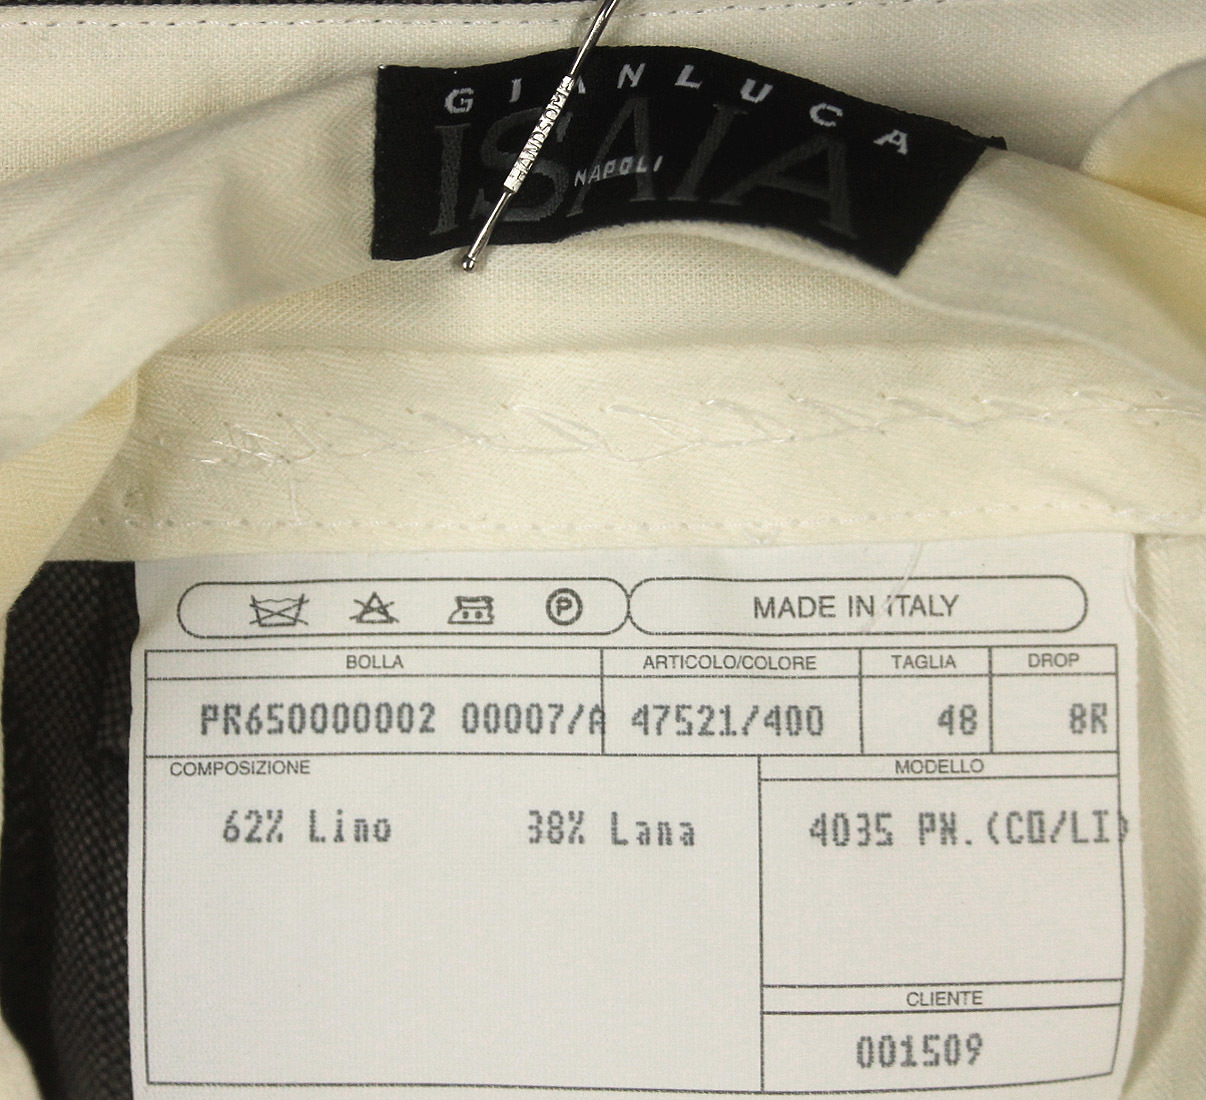 GIANLUCA
ISAIA
NAPOLI
HANDSOME
P
MADE IN ITALY
BOLLA ARTICOLO/COLORE TAGLIA DROP
PR650000002 00007/A 47521/400 48 8R
COMPOSIZIONE MODELLO
62% Lino 38% Lana 4035 PN.(CO/LI)
CLIENTE
001509